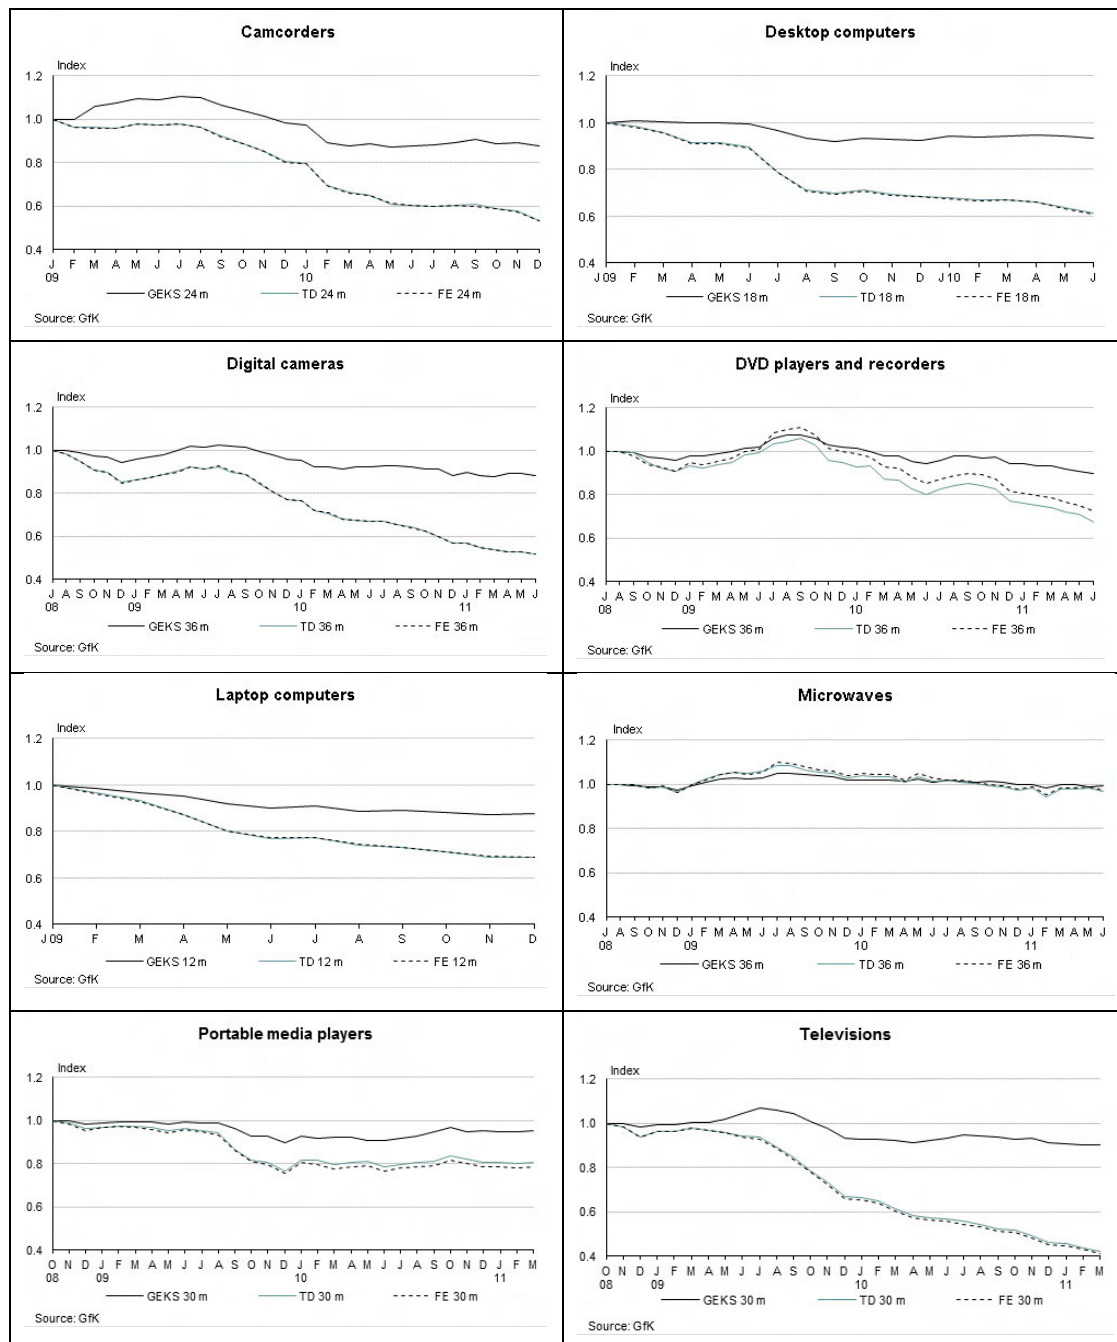 Camcorders
Index
1.2
1.0
0.8
0.6
0.4
J F M A M J J A S O N D J F M A M J J A S O N D
09 10
GEKS 24 m TD 24 m FE 24 m
Source: GfK
Desktop computers
Index
1.2
1.0
0.8
0.6
0.4
J 09 F M A M J J A S O N D J 10 F M A M J
GEKS 18 m TD 18 m FE 18 m
Source: GfK
Digital cameras
Index
1.2
1.0
0.8
0.6
0.4
J A S O N D J F M A M J J A S O N D J F M A M J J A S O N D J F M A M J
08 09 10 11
GEKS 36 m TD 36 m FE 36 m
Source: GfK
DVD players and recorders
Index
1.2
1.0
0.8
0.6
0.4
J A S O N D J F M A M J J A S O N D J F M A M J J A S O N D J F M A M J
08 09 10 11
GEKS 36 m TD 36 m FE 36 m
Source: GfK
Laptop computers
Index
1.2
1.0
0.8
0.6
0.4
J 09 F M A M J J A S O N D
GEKS 12 m TD 12 m FE 12 m
Source: GfK
Microwaves
Index
1.2
1.0
0.8
0.6
0.4
J A S O N D J F M A M J J A S O N D J F M A M J J A S O N D J F M A M J
08 09 10 11
GEKS 36 m TD 36 m FE 36 m
Source: GfK
Portable media players
Index
1.2
1.0
0.8
0.6
0.4
O N D J F M A M J J A S O N D J F M A M J J A S O N D J F M
08 09 10 11
GEKS 30 m TD 30 m FE 30 m
Source: GfK
Televisions
Index
1.2
1.0
0.8
0.6
0.4
O N D J F M A M J J A S O N D J F M A M J J A S O N D J F M
08 09 10 11
GEKS 30 m TD 30 m FE 30 m
Source: GfK